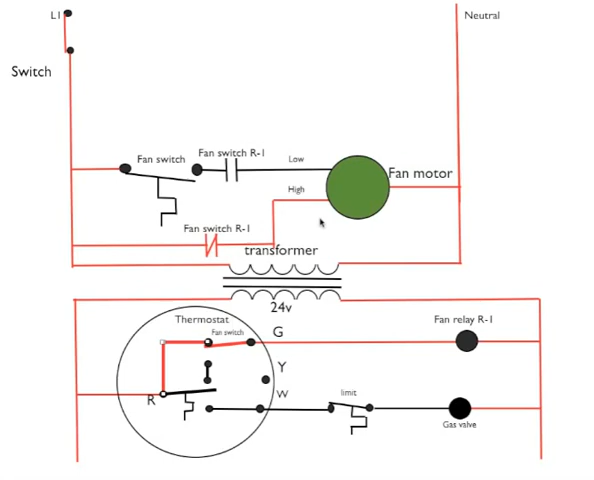 L1
Neutral
Switch
Fan switch
Fan switch R-1
Low
Fan motor
High
Fan switch R-1
transformer
24v
Thermostat
Fan switch
G
Fan relay R-1
Y
R
W
limit
Gas valve